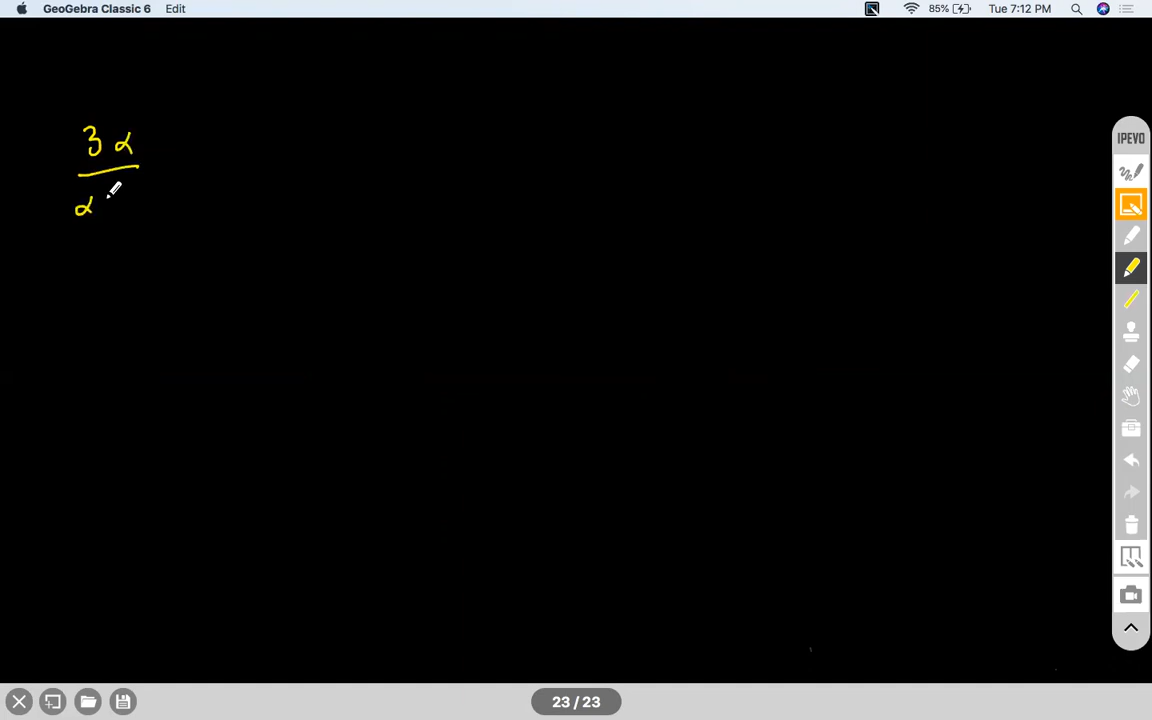 GeoGebra Classic 6 Edit 85% Tue 7:12 PM
IPEVO
3 α
α
23 / 23